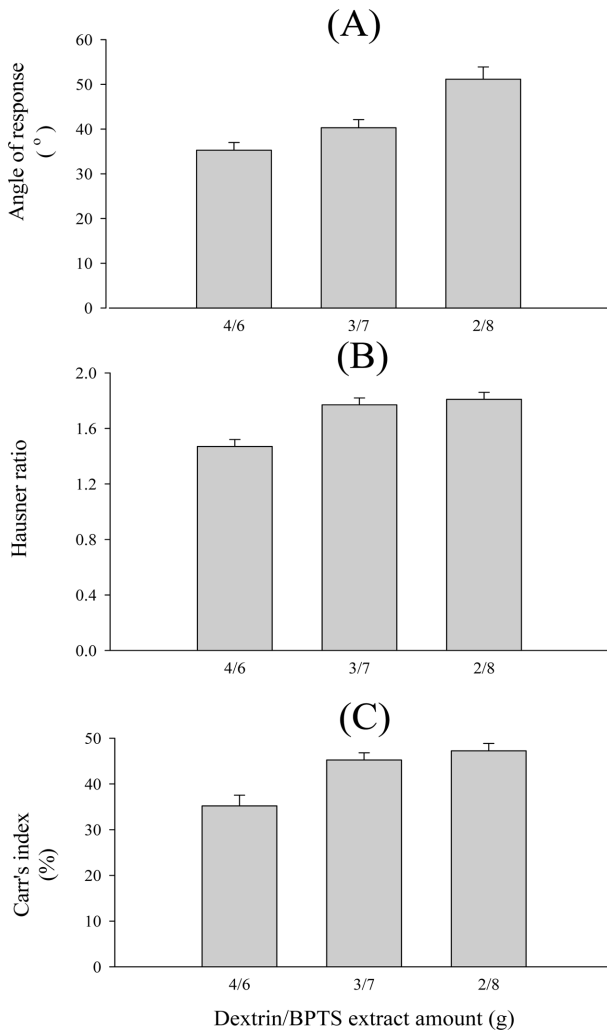 (A)
Angle of response
( o )
60
50
40
30
20
10
0
4/6 3/7 2/8
(B)
Hausner ratio
2.0
1.6
1.2
0.8
0.4
0.0
4/6 3/7 2/8
(C)
Carr's index
(%)
50
40
30
20
10
0
4/6 3/7 2/8
Dextrin/BPTS extract amount (g)